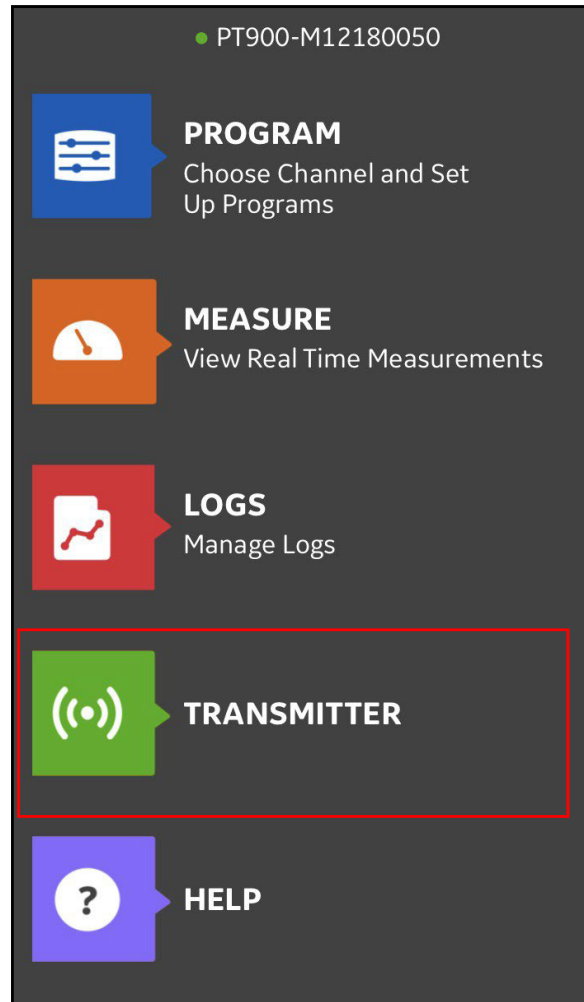 PT900-M12180050
PROGRAM
Choose Channel and Set
Up Programs
MEASURE
View Real Time Measurements
LOGS
Manage Logs
TRANSMITTER
?
HELP